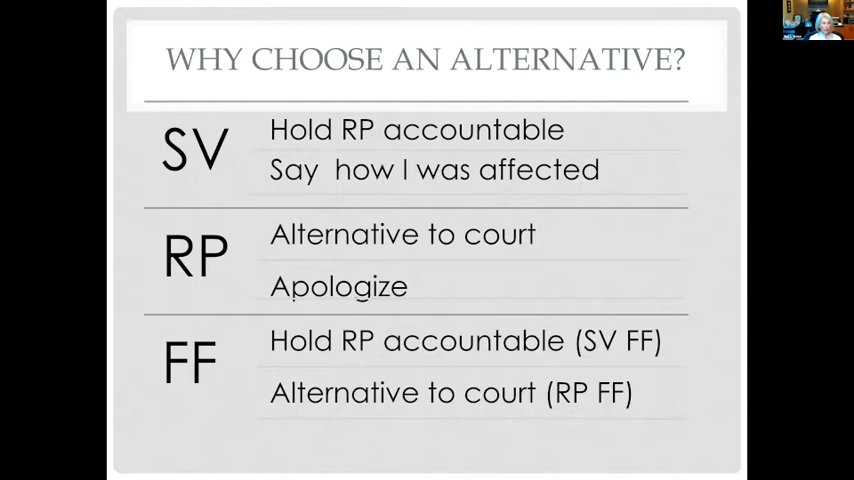 WHY CHOOSE AN ALTERNATIVE?
SV
Hold RP accountable
Say how I was affected
RP
Alternative to court
Apologize
FF
Hold RP accountable (SV FF)
Alternative to court (RP FF)